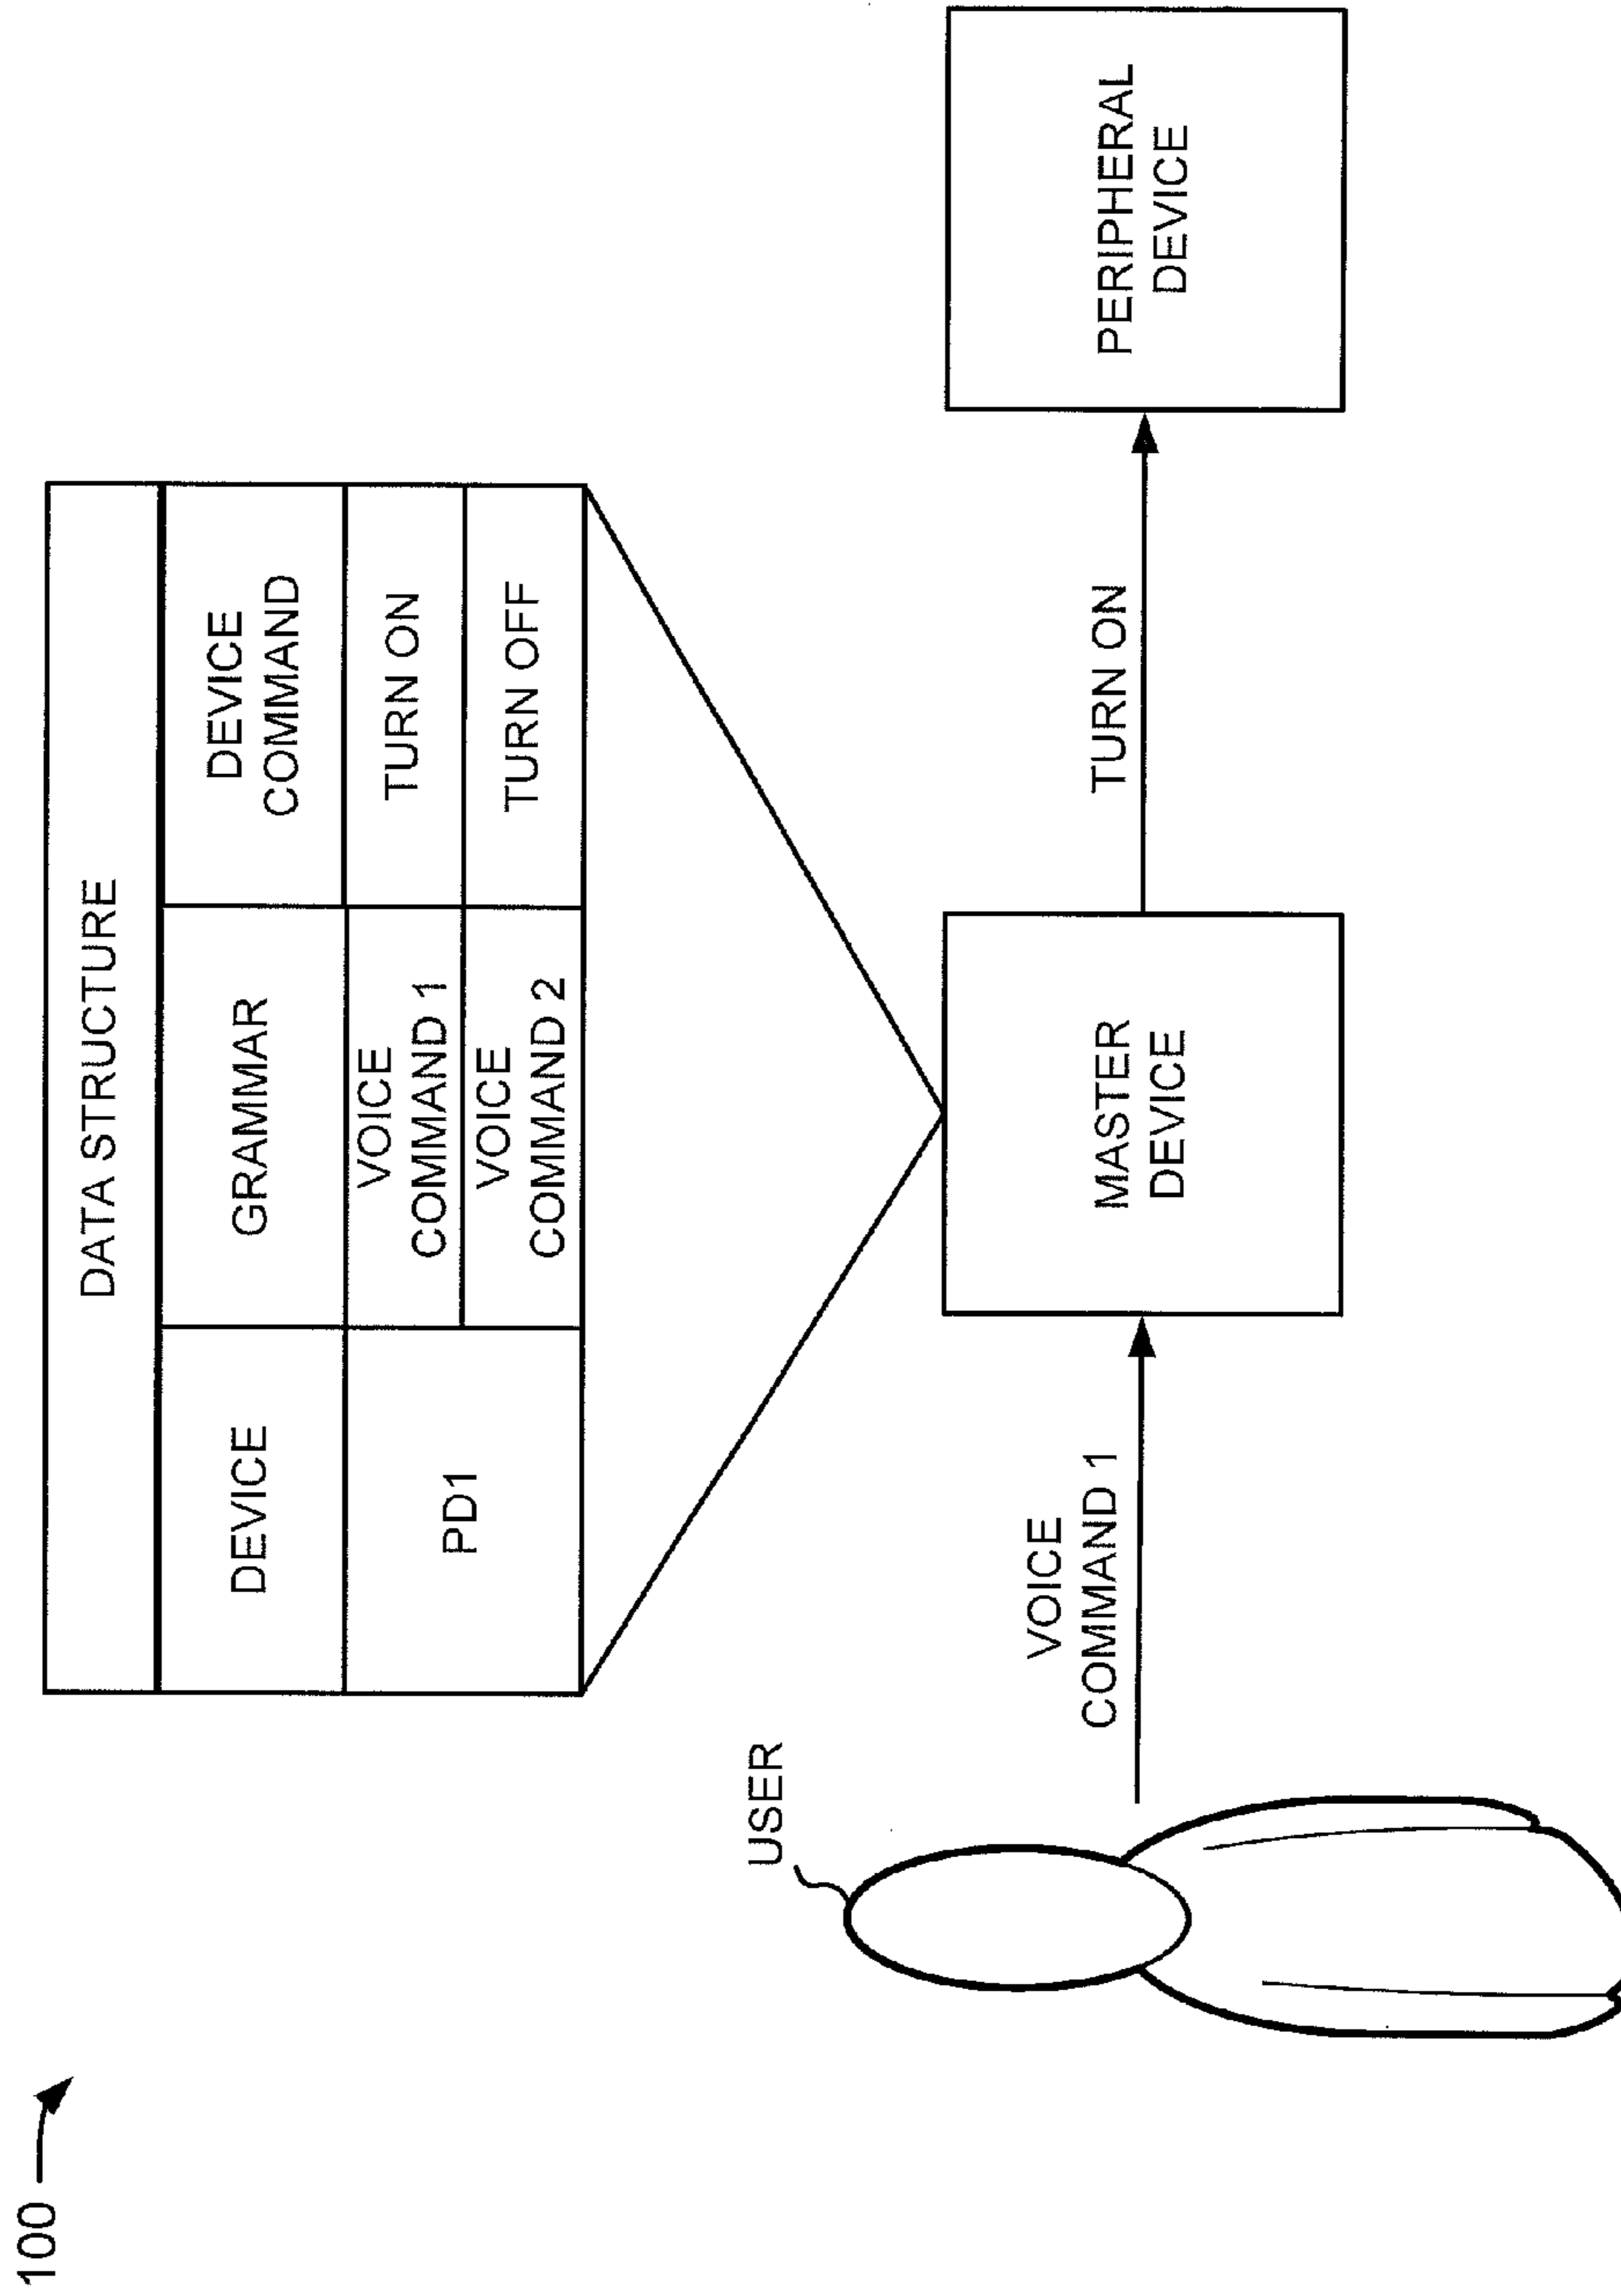 100
DATA STRUCTURE
DEVICE
GRAMMAR
DEVICE
COMMAND
PD1
VOICE
COMMAND 1
TURN ON
VOICE
COMMAND 2
TURN OFF
USER
VOICE
COMMAND 1
MASTER
DEVICE
TURN ON
PERIPHERAL
DEVICE